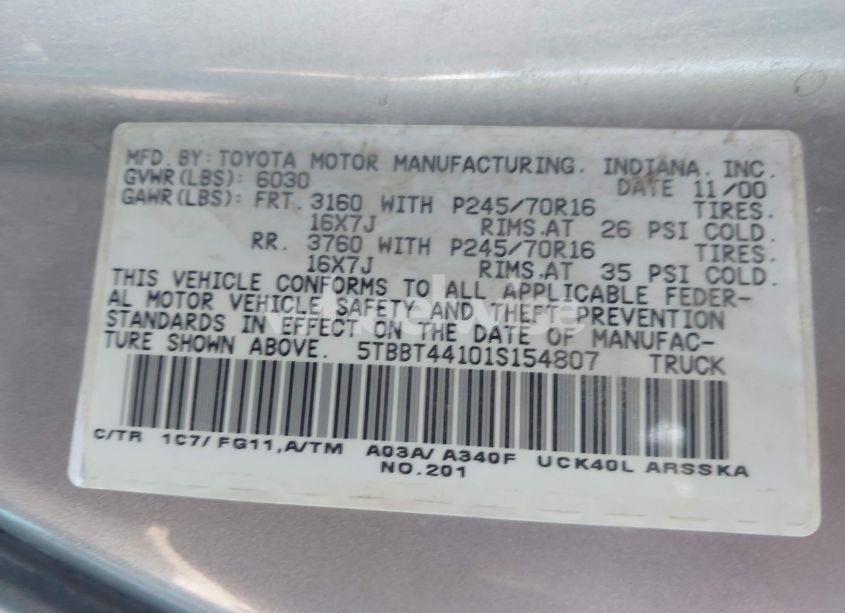 MFD. BY: TOYOTA MOTOR MANUFACTURING, INDIANA, INC.
GVWR(LBS): 6030 DATE 11/00
GAWR(LBS): FRT. 3160 WITH P245/70R16 TIRES.
16X7J RIMS.AT 26 PSI COLD.
RR. 3760 WITH P245/70R16 TIRES.
16X7J RIMS.AT 35 PSI COLD.
THIS VEHICLE CONFORMS TO ALL APPLICABLE FEDER-
AL MOTOR VEHICLE SAFETY AND THEFT PREVENTION
STANDARDS IN EFFECT ON THE DATE OF MANUFAC-
TURE SHOWN ABOVE. 5TBBT44101S154807 TRUCK
C/TR 1C7/ FG11,A/TM A03A/ A340F UCK40L ARSSKA
NO.201